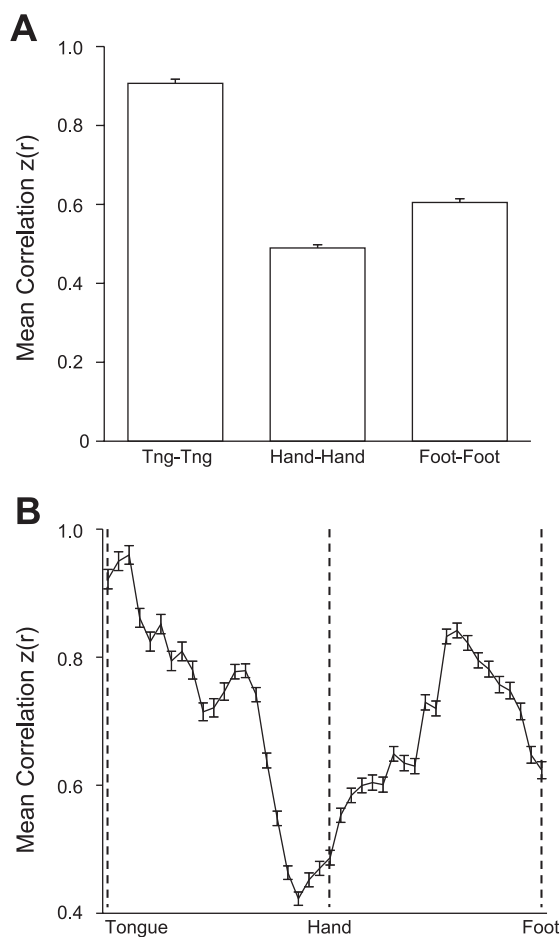 A
Mean Correlation z(r)
1.0
0.8
0.6
0.4
0.2
0
Tng-Tng Hand-Hand Foot-Foot
B
Mean Correlation z(r)
1.0
0.8
0.6
0.4
Tongue Hand Foot